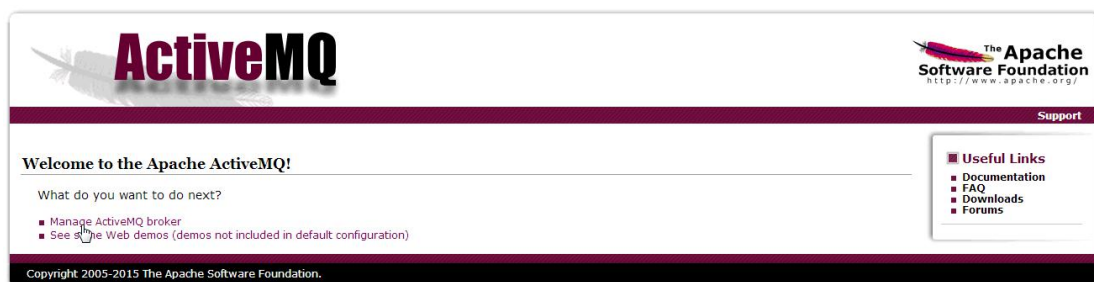 ActiveMQ
The Apache
Software Foundation
http://www.apache.org/
Support
Welcome to the Apache ActiveMQ!
What do you want to do next?
Manage ActiveMQ broker
See Web demos (demos not included in default configuration)
Useful Links
Documentation
FAQ
Downloads
Forums
Copyright 2005-2015 The Apache Software Foundation.